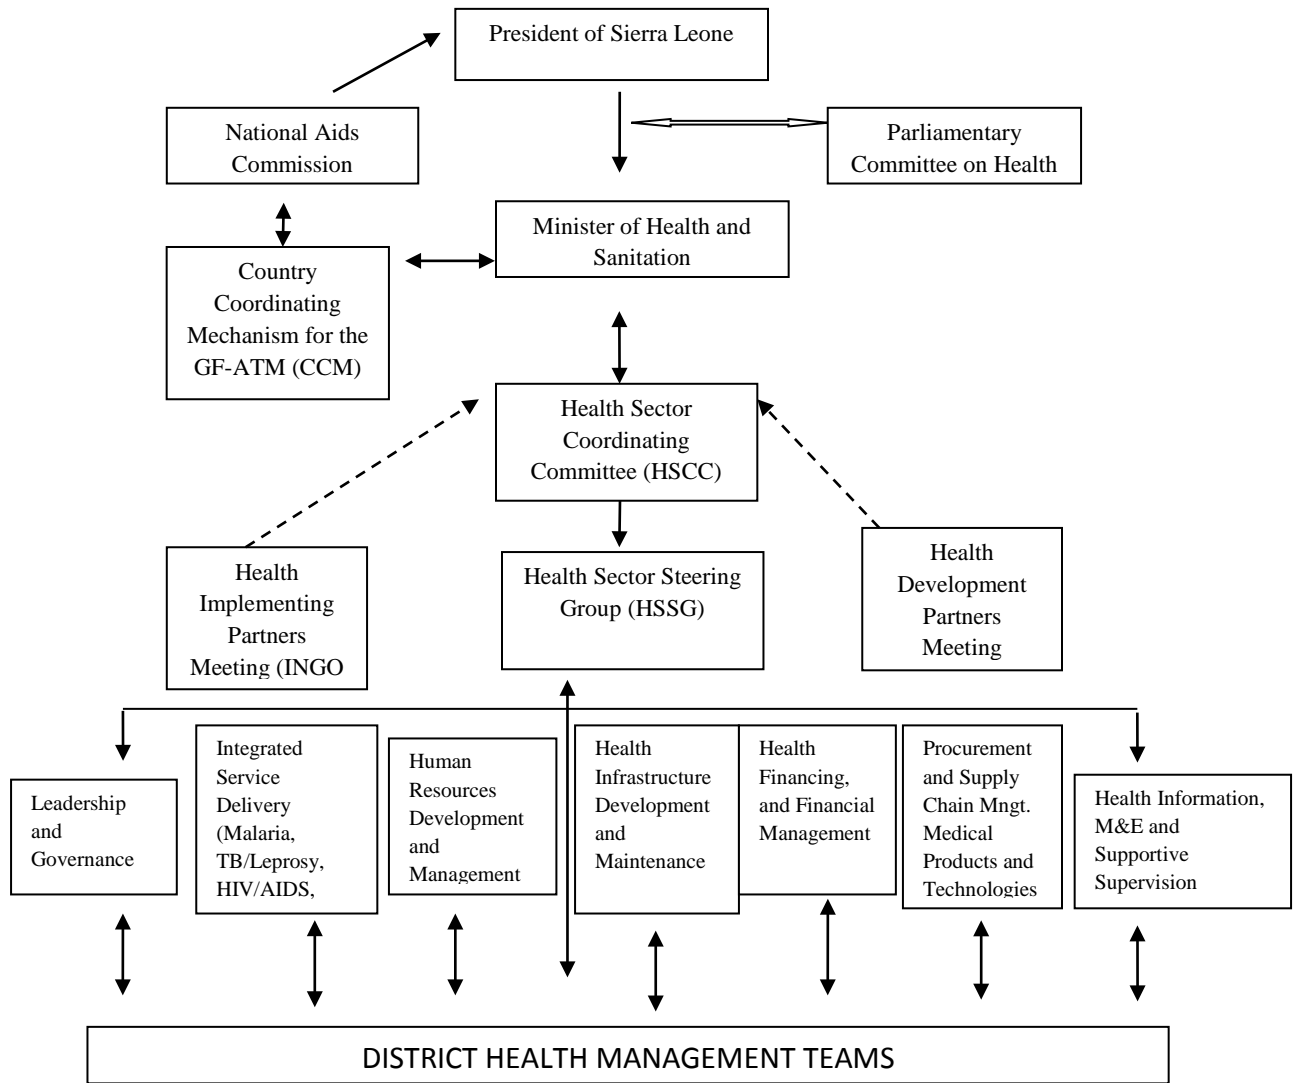 President of Sierra Leone
National Aids
Commission
Parliamentary
Committee on Health
Minister of Health and
Sanitation
Country
Coordinating
Mechanism for the
GF-ATM (CCM)
Health Sector
Coordinating
Committee (HSCC)
Health
Implementing
Partners
Meeting (INGO
Health Sector Steering
Group (HSSG)
Health
Development
Partners
Meeting
Leadership
and
Governance
Integrated
Service
Delivery
(Malaria,
TB/Leprosy,
HIV/AIDS,
Human
Resources
Development
and
Management
Health
Infrastructure
Development
and
Maintenance
Health
Financing,
and Financial
Management
Procurement
and Supply
Chain Mngt.
Medical
Products and
Technologies
Health Information,
M&E and
Supportive
Supervision
DISTRICT HEALTH MANAGEMENT TEAMS